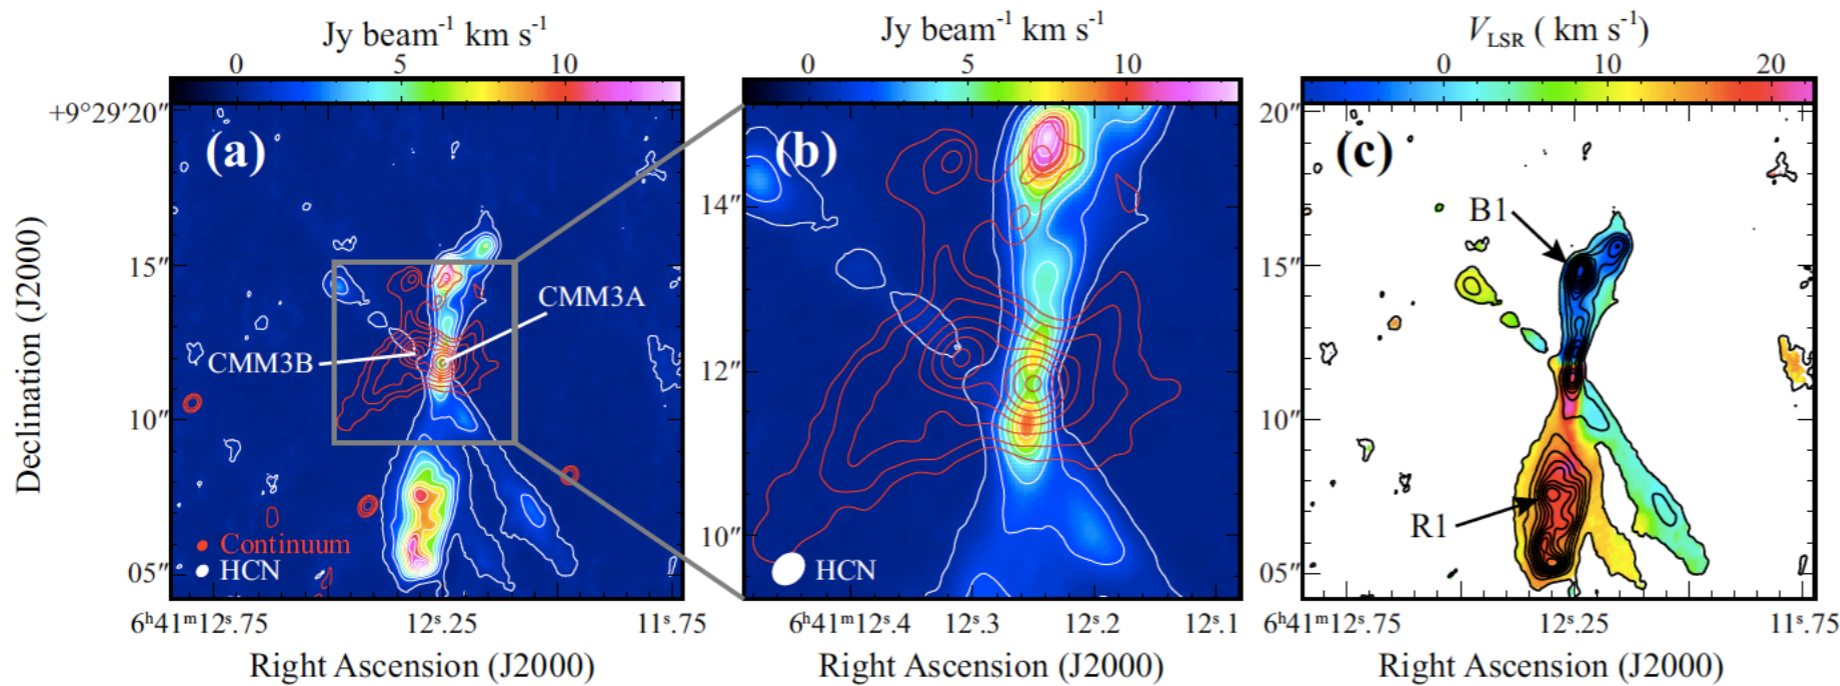 Jy beam⁻¹ km s⁻¹
0 5 10
+9°29′20″
15″
10″
05″
(a)
CMM3A
CMM3B
Continuum
HCN
6ʰ41ᵐ12ˢ.75 12ˢ.25 11ˢ.75
Right Ascension (J2000)
Declination (J2000)
Jy beam⁻¹ km s⁻¹
0 5 10
(b)
14″
12″
10″
HCN
6ʰ41ᵐ12ˢ.4 12ˢ.3 12ˢ.2 12ˢ.1
Right Ascension (J2000)
V_LSR ( km s⁻¹)
0 10 20
20″
15″
10″
05″
(c)
B1
R1
6ʰ41ᵐ12ˢ.75 12ˢ.25 11ˢ.75
Right Ascension (J2000)